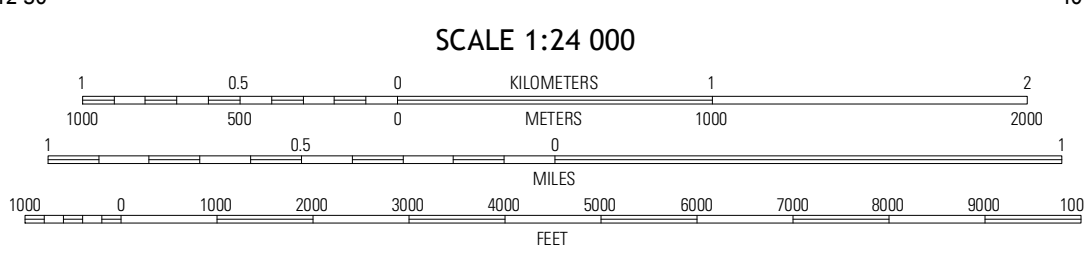 SCALE 1:24 000
1 0.5 0 KILOMETERS 1 2
1000 500 0 METERS 1000 2000
1 0.5 0 1
MILES
1000 0 1000 2000 3000 4000 5000 6000 7000 8000 9000 100
FEET